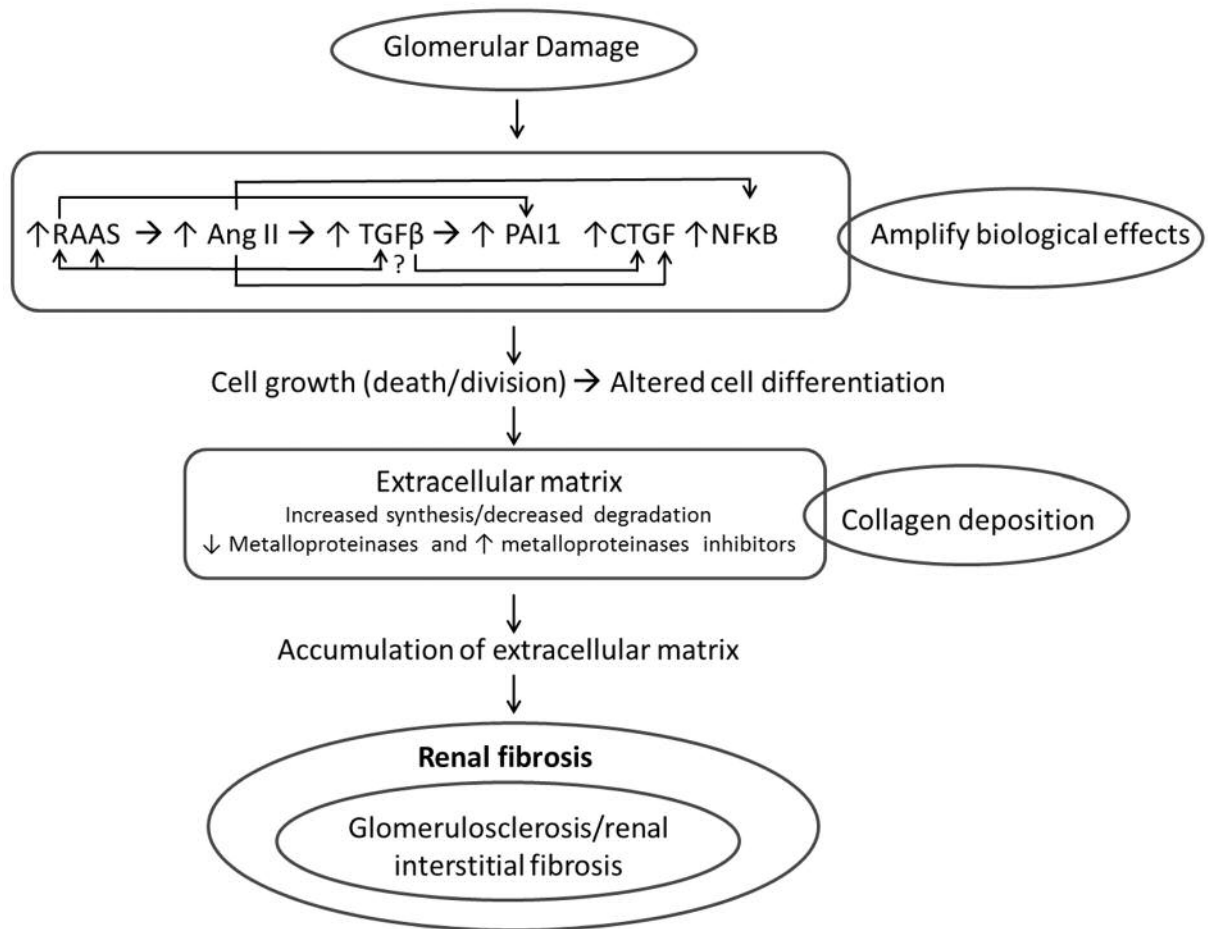 Glomerular Damage
↑RAAS → ↑ Ang II → ↑ TGFβ → ↑ PAI1 ↑CTGF ↑NFκB
?
Amplify biological effects
Cell growth (death/division) → Altered cell differentiation
Extracellular matrix
Increased synthesis/decreased degradation
↓ Metalloproteinases and ↑ metalloproteinases inhibitors
Collagen deposition
Accumulation of extracellular matrix
Renal fibrosis
Glomerulosclerosis/renal
interstitial fibrosis